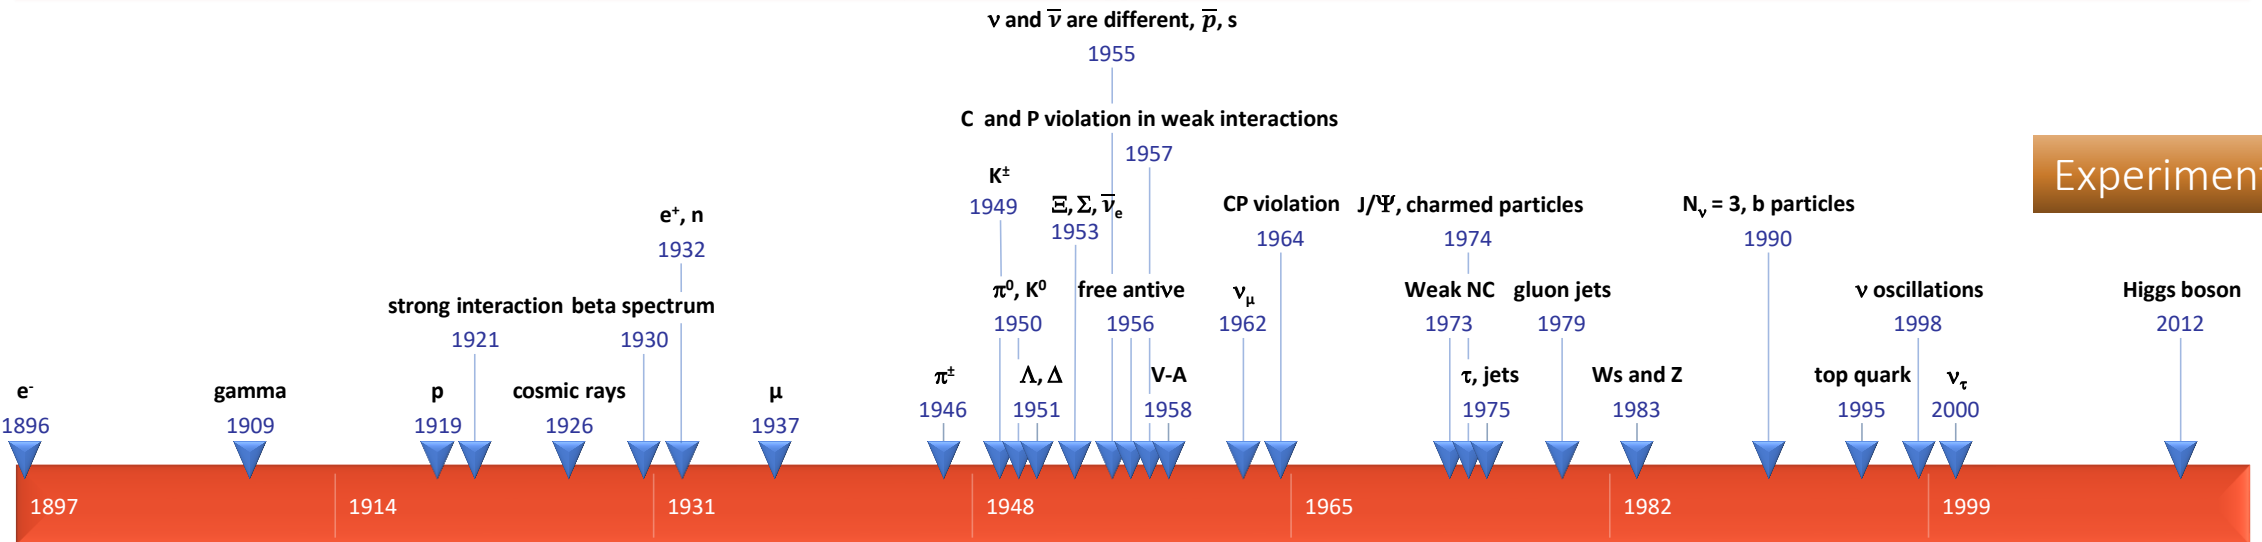 ν and ν̅ are different, p̅, s
1955
C and P violation in weak interactions
1957
K±
1949
Ξ, Σ, ν̅e
1953
CP violation
1964
J/Ψ, charmed particles
1974
Nν = 3, b particles
1990
Experiment
e+, n
1932
strong interaction
1921
beta spectrum
1930
π0, K0
1950
free antiνe
1956
νμ
1962
Weak NC
1973
gluon jets
1979
ν oscillations
1998
Higgs boson
2012
e-
1896
gamma
1909
p
1919
cosmic rays
1926
μ
1937
π±
1946
Λ, Δ
1951
V-A
1958
τ, jets
1975
Ws and Z
1983
top quark
1995
ντ
2000
1897
1914
1931
1948
1965
1982
1999